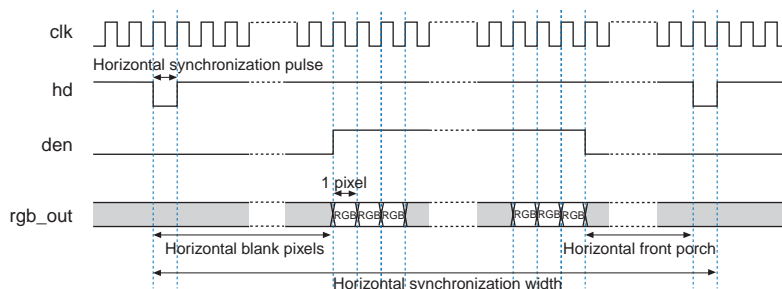 clk
Horizontal synchronization pulse
hd
den
1 pixel
rgb_out
RGB RGB RGB RGB RGB RGB
Horizontal blank pixels
Horizontal front porch
Horizontal synchronization width